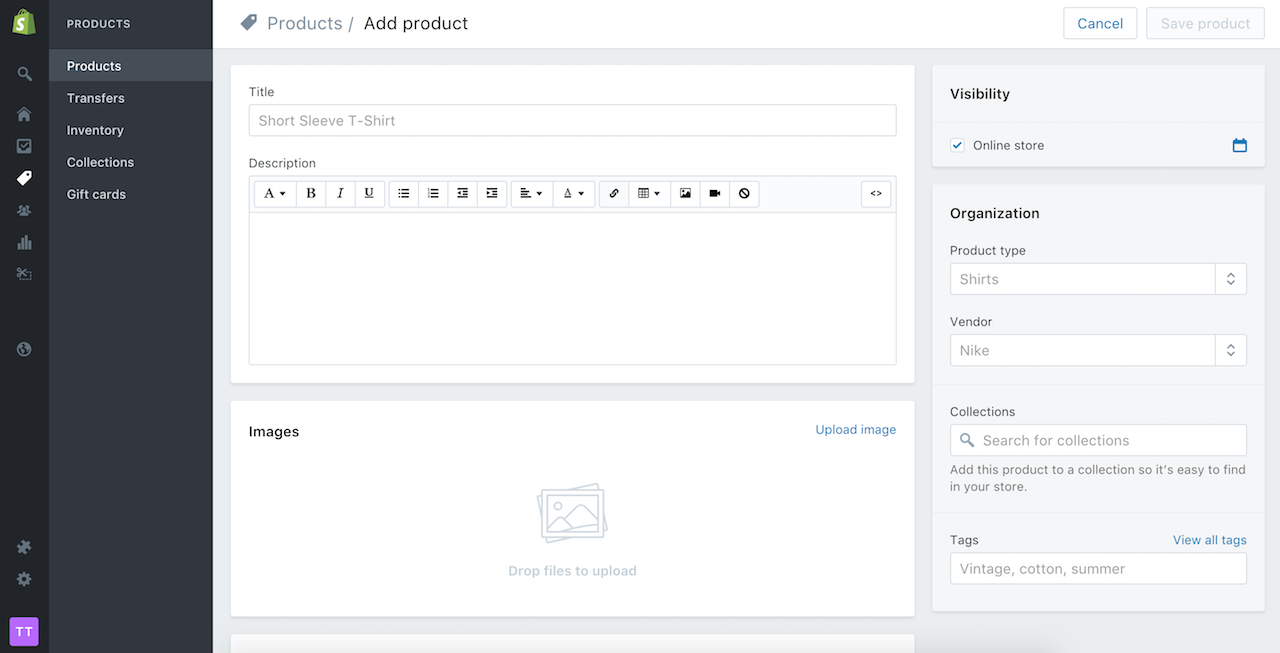 PRODUCTS
Products
Transfers
Inventory
Collections
Gift cards
TT
Products / Add product
Cancel
Save product
Title
Short Sleeve T-Shirt
Description
A B I U A <>
Images
Upload image
Drop files to upload
Visibility
Online store
Organization
Product type
Shirts
Vendor
Nike
Collections
Search for collections
Add this product to a collection so it's easy to find
in your store.
Tags
View all tags
Vintage, cotton, summer